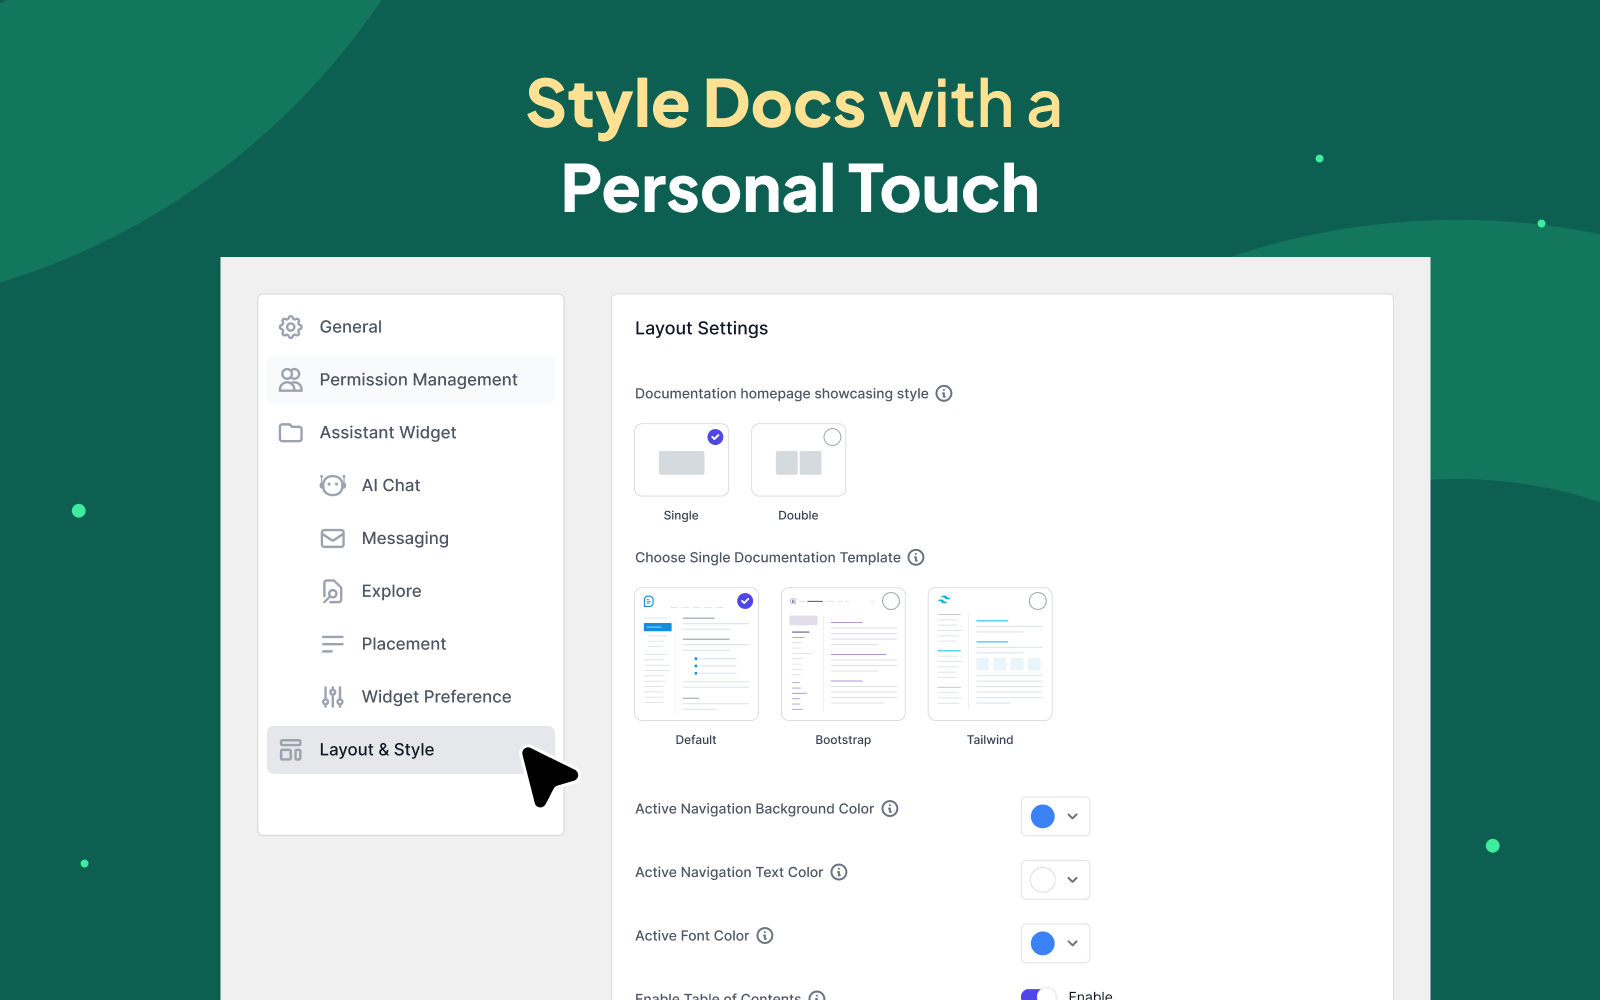 Style Docs with a
Personal Touch
General
Permission Management
Assistant Widget
AI Chat
Messaging
Explore
Placement
Widget Preference
Layout & Style
Layout Settings
Documentation homepage showcasing style
Single
Double
Choose Single Documentation Template
Default
Bootstrap
Tailwind
Active Navigation Background Color
Active Navigation Text Color
Active Font Color
Enable Table of Contents
Enable